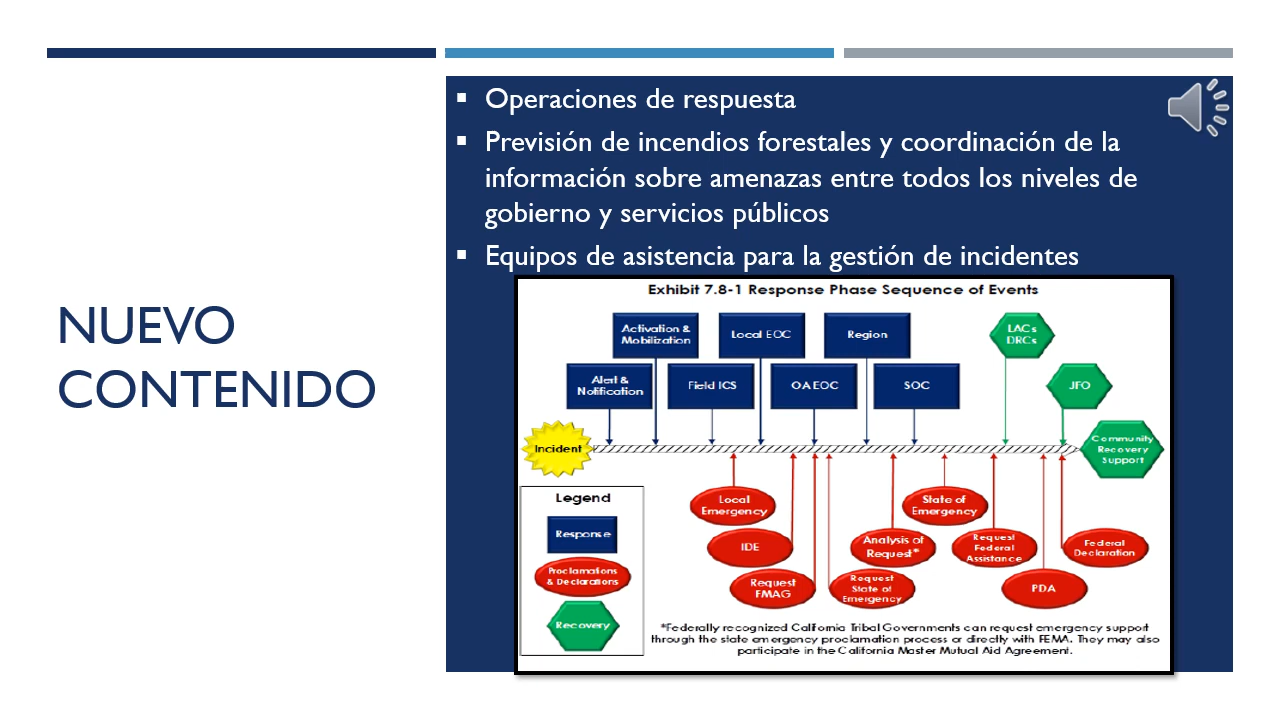 NUEVO
CONTENIDO
Operaciones de respuesta
Previsión de incendios forestales y coordinación de la
información sobre amenazas entre todos los niveles de
gobierno y servicios públicos
Equipos de asistencia para la gestión de incidentes
Exhibit 7.8-1 Response Phase Sequence of Events
Activation &
Mobilization
Local EOC
Region
LACs
DRCs
Alert &
Notification
Field ICS
OA EOC
SOC
JFO
Incident
Community
Recovery
Support
Legend
Response
Proclamations
& Declarations
Recovery
Local
Emergency
State of
Emergency
IDE
Analysis of
Request*
Request
Federal
Assistance
Federal
Declaration
Request
FMAG
Request
State of
Emergency
PDA
*Federally recognized California Tribal Governments can request emergency support
through the state emergency proclamation process or directly with FEMA. They may also
participate in the California Master Mutual Aid Agreement.